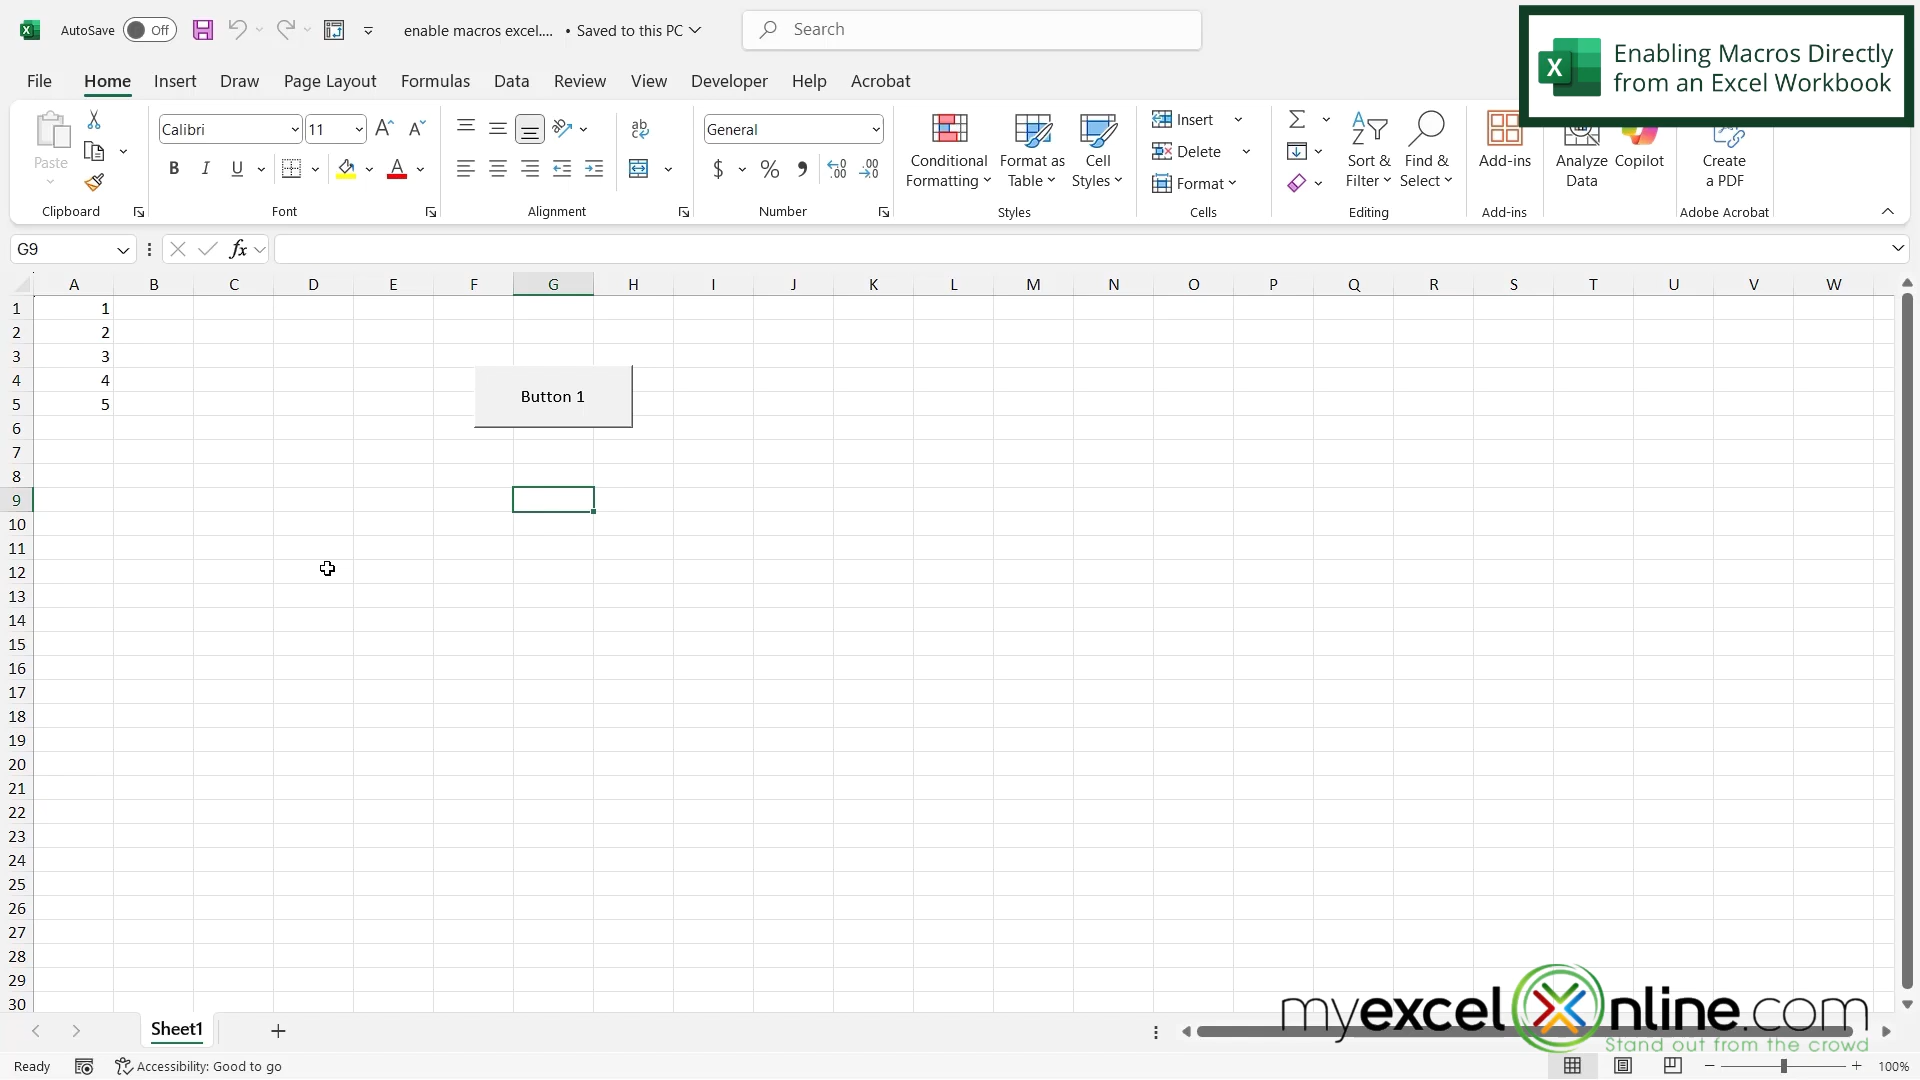 AutoSave Off enable macros excel.... • Saved to this PC Search
Enabling Macros Directly
from an Excel Workbook
File Home Insert Draw Page Layout Formulas Data Review View Developer Help Acrobat
Paste
Calibri 11
B I U
ab
General
$ % 9
Conditional
Formatting
Format as
Table
Cell
Styles
Insert
Delete
Format
Sort &
Filter
Find &
Select
Add-ins
Analyze
Data
Copilot
Create
a PDF
Clipboard Font Alignment Number Styles Cells Editing Add-ins Adobe Acrobat
G9 fx
A B C D E F G H I J K L M N O P Q R S T U V W
1 1
2 2
3 3
4 4
5 5
Button 1
6
7
8
9
10
11
12
13
14
15
16
17
18
19
20
21
22
23
24
25
26
27
28
29
30
Sheet1
myexcelonline.com
Stand out from the crowd
Ready Accessibility: Good to go 100%